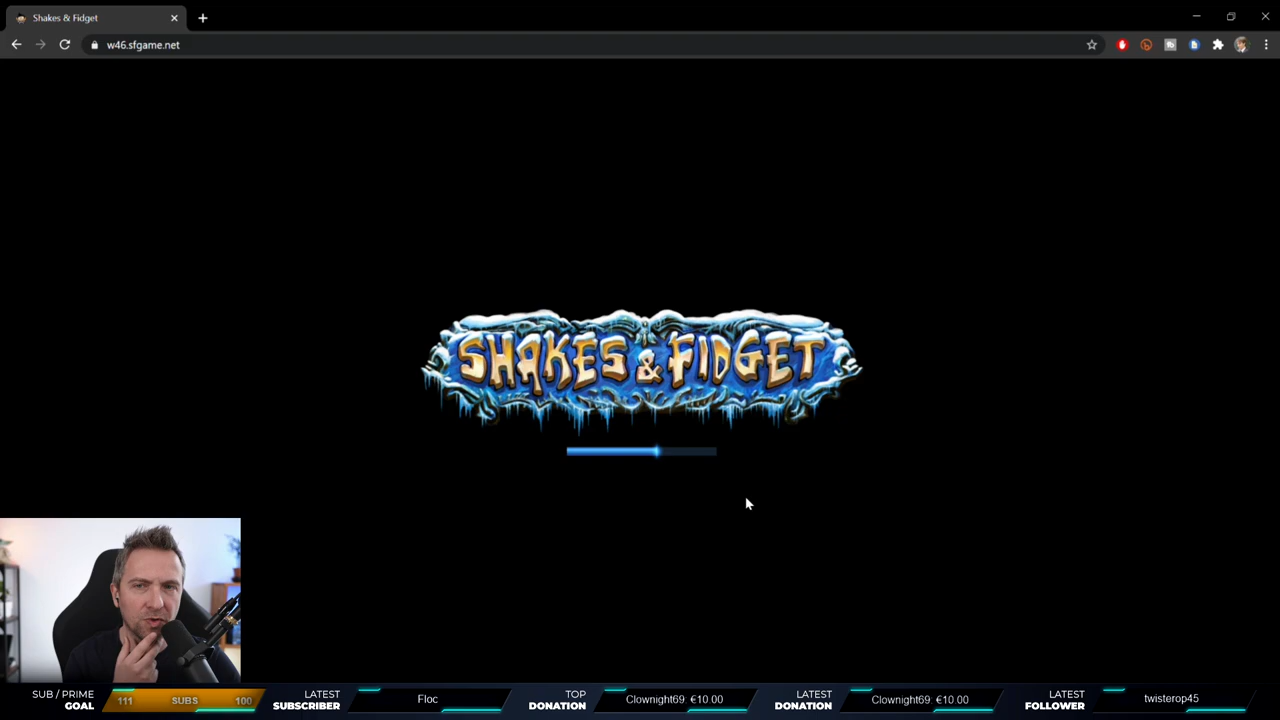 Shakes & Fidget
w46.sfgame.net
SHAKES & FIDGET
SUB / PRIME
GOAL
111 SUBS 100
LATEST
SUBSCRIBER
Floc
TOP
DONATION
Clownight69: €10.00
LATEST
DONATION
Clownight69: €10.00
LATEST
FOLLOWER
twisterop45